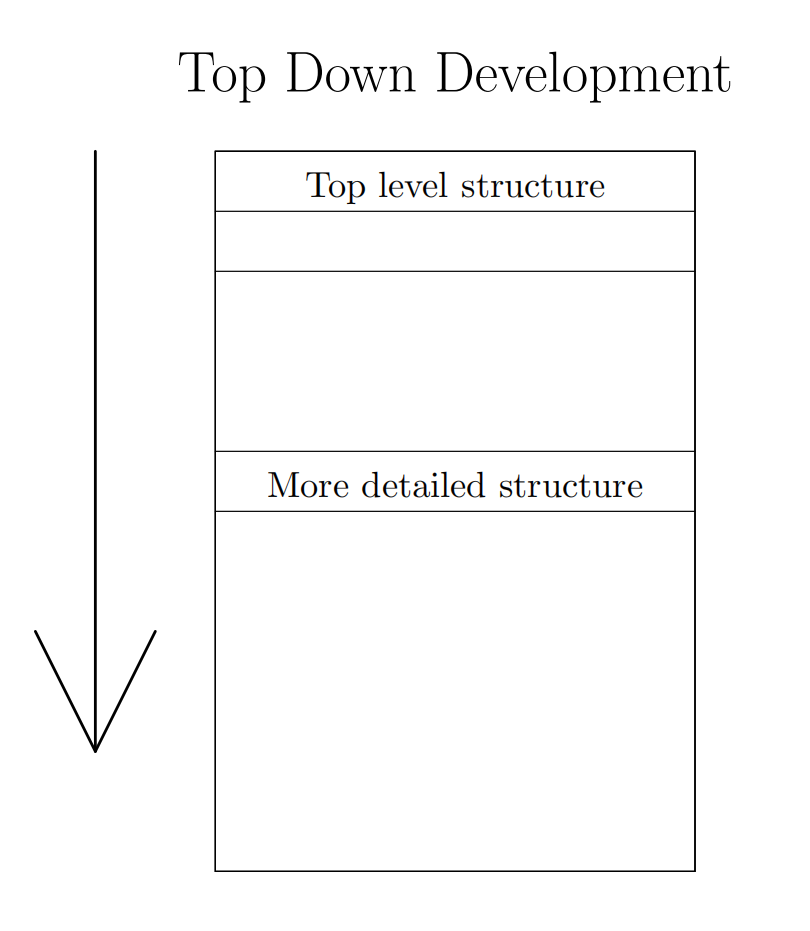 Top Down Development
Top level structure
More detailed structure